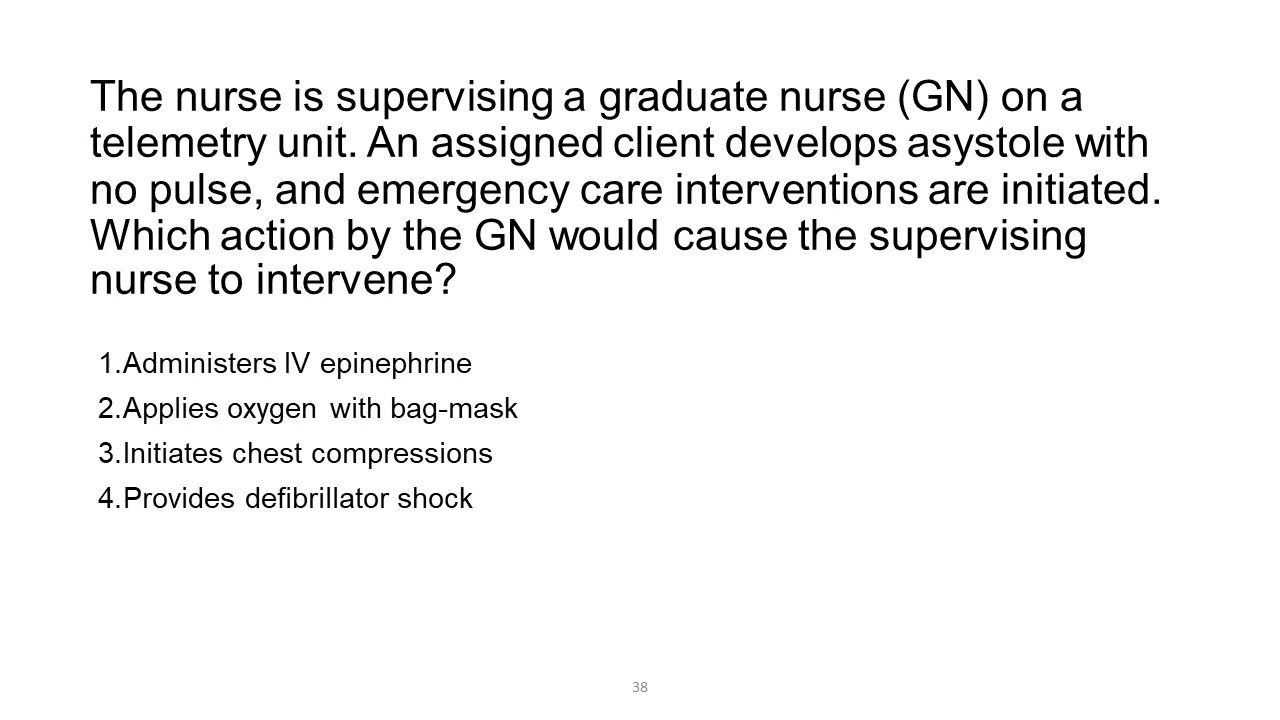 The nurse is supervising a graduate nurse (GN) on a
telemetry unit. An assigned client develops asystole with
no pulse, and emergency care interventions are initiated.
Which action by the GN would cause the supervising
nurse to intervene?
1.Administers IV epinephrine
2.Applies oxygen with bag-mask
3.Initiates chest compressions
4.Provides defibrillator shock
38